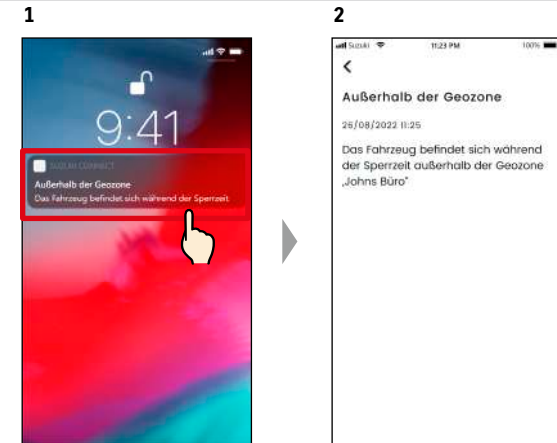 1
9:41
SUZUKI CONNECT
Außerhalb der Geozone
Das Fahrzeug befindet sich während der Sperrzeit
2
Suzuki 11:23 PM 100%
Außerhalb der Geozone
26/08/2022 11:25
Das Fahrzeug befindet sich während
der Sperrzeit außerhalb der Geozone
„Johns Büro"